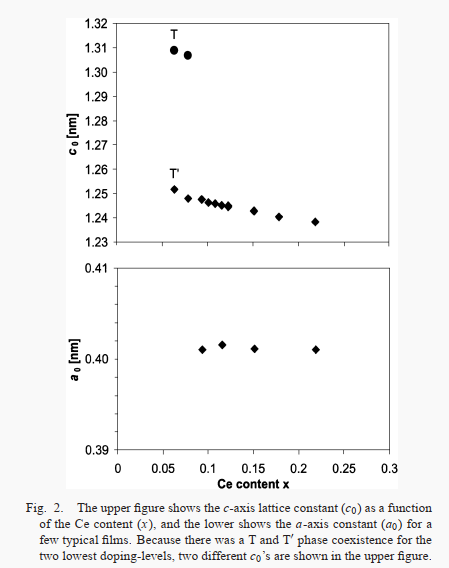 1.32
T
1.31
1.30
1.29
1.28
c₀ [nm]
1.27
1.26
T'
1.25
1.24
1.23
0.41
a₀ [nm]
0.40
0.39
0 0.05 0.1 0.15 0.2 0.25 0.3
Ce content x
Fig. 2. The upper figure shows the c-axis lattice constant (c₀) as a function
of the Ce content (x), and the lower shows the a-axis constant (a₀) for a
few typical films. Because there was a T and T′ phase coexistence for the
two lowest doping-levels, two different c₀'s are shown in the upper figure.